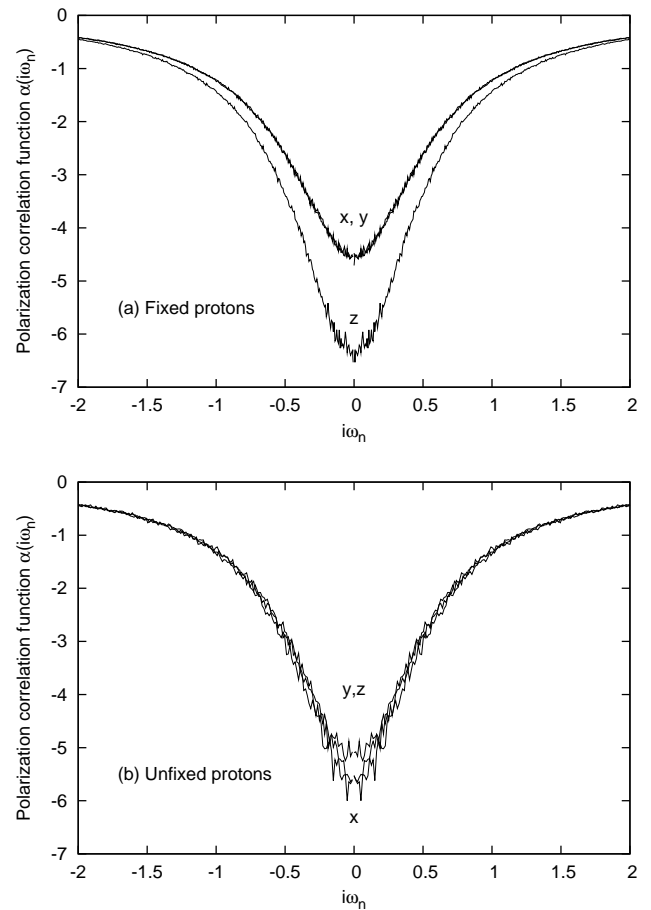 0
-1
-2
-3
-4
-5
-6
-7
-2 -1.5 -1 -0.5 0 0.5 1 1.5 2
Polarization correlation function α(iωn)
iωn
x, y
z
(a) Fixed protons
0
-1
-2
-3
-4
-5
-6
-7
-2 -1.5 -1 -0.5 0 0.5 1 1.5 2
Polarization correlation function α(iωn)
iωn
y,z
x
(b) Unfixed protons